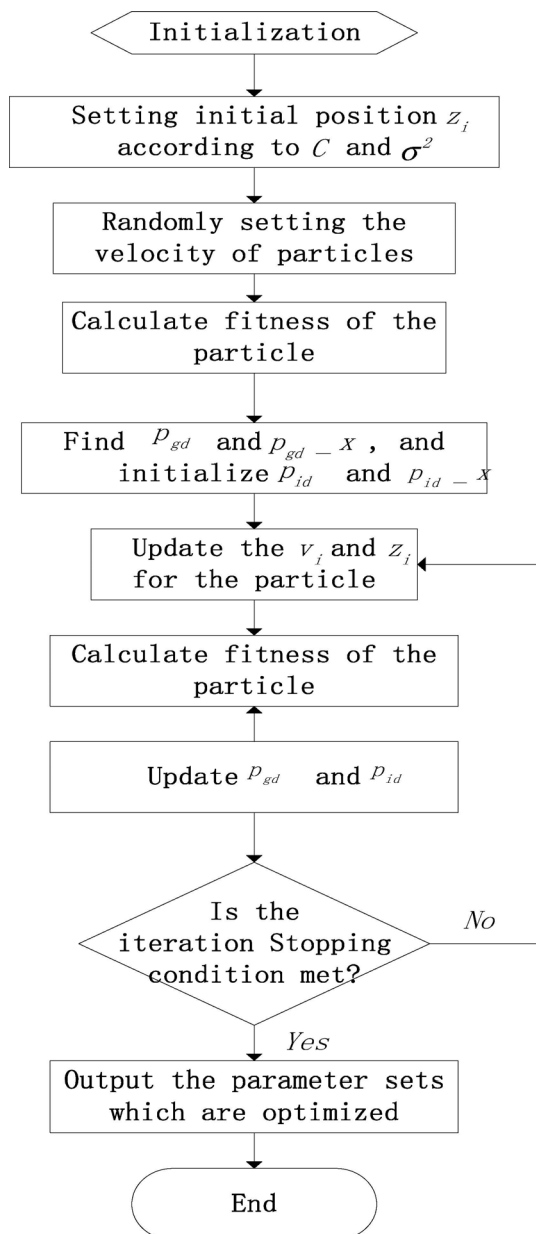 Initialization
Setting initial position z_i
according to C and σ²
Randomly setting the
velocity of particles
Calculate fitness of the
particle
Find p_gd and p_gd_x, and
initialize p_id and p_id_x
Update the v_i and z_i
for the particle
Calculate fitness of the
particle
Update p_gd and p_id
Is the
iteration Stopping
condition met?
No
Yes
Output the parameter sets
which are optimized
End